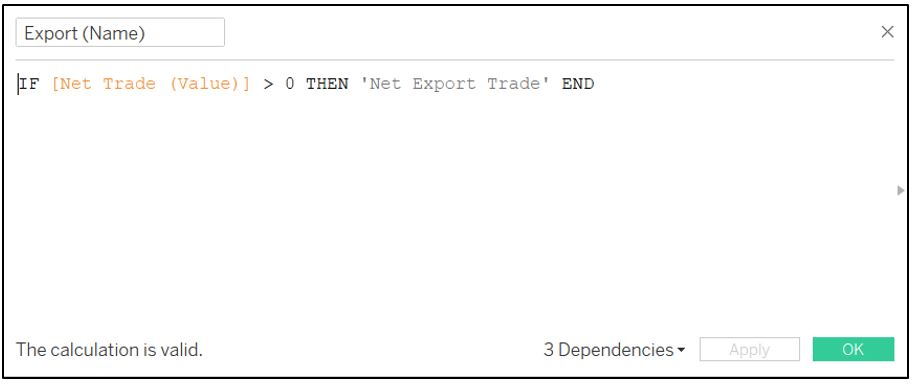 Export (Name)
IF [Net Trade (Value)] > 0 THEN 'Net Export Trade' END
The calculation is valid.
3 Dependencies
Apply
OK